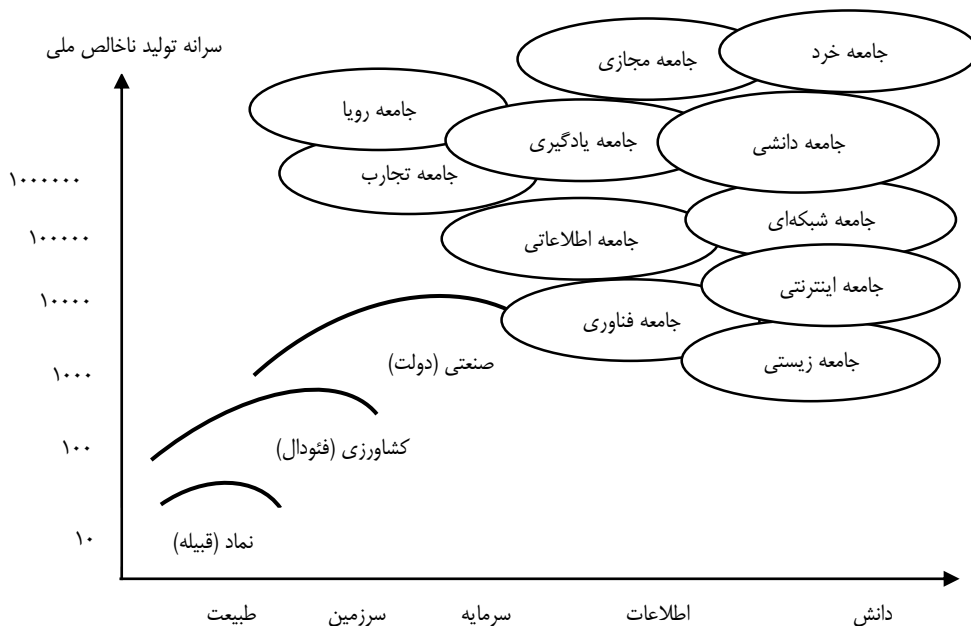 سرانه تولید ناخالص ملی
جامعه خرد
جامعه مجازی
جامعه رویا
جامعه یادگیری
جامعه دانشی
جامعه تجارب
۱۰۰۰۰۰۰
جامعه شبکه‌ای
جامعه اطلاعاتی
۱۰۰۰۰۰
جامعه اینترنتی
۱۰۰۰۰
جامعه فناوری
جامعه زیستی
صنعتی (دولت)
۱۰۰۰
کشاورزی (فئودال)
۱۰۰
نماد (قبیله)
۱۰
طبیعت
سرزمین
سرمایه
اطلاعات
دانش